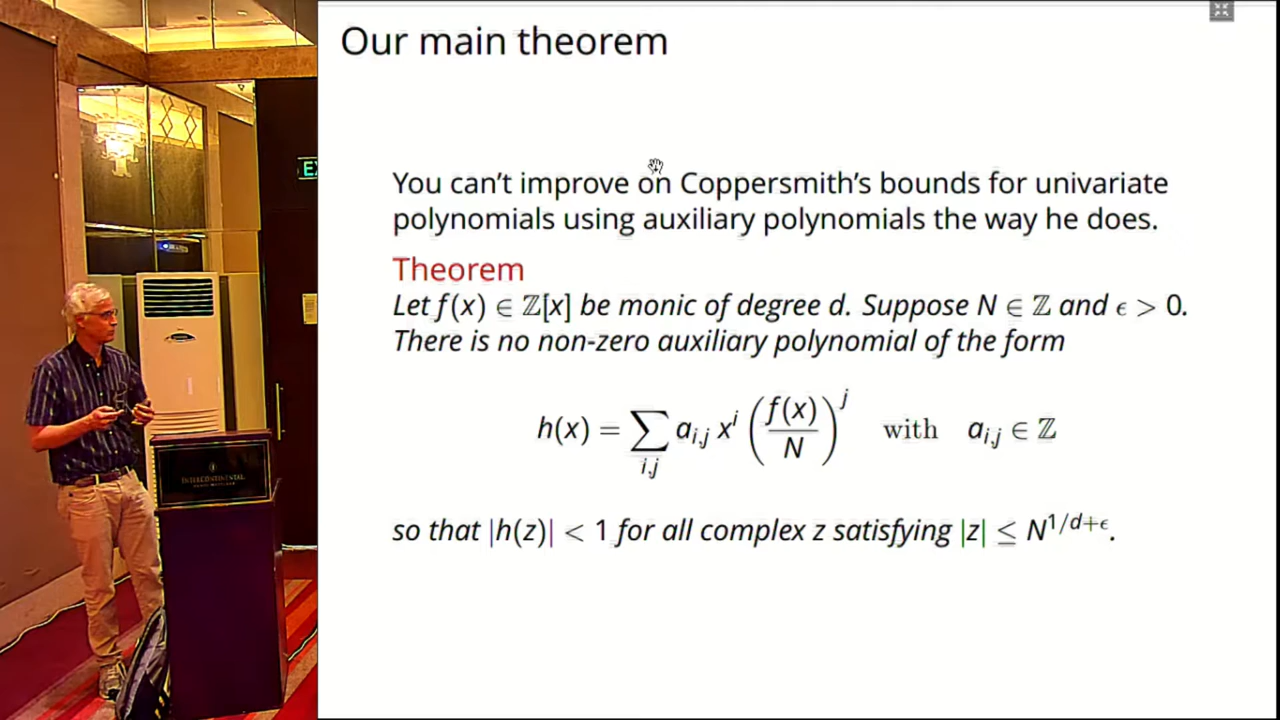 Our main theorem
You can't improve on Coppersmith's bounds for univariate
polynomials using auxiliary polynomials the way he does.
Theorem
Let f(x) ∈ ℤ[x] be monic of degree d. Suppose N ∈ ℤ and ϵ > 0.
There is no non-zero auxiliary polynomial of the form
h(x) = ∑_{i,j} a_{i,j} x^i (f(x)/N)^j with a_{i,j} ∈ ℤ
so that |h(z)| < 1 for all complex z satisfying |z| ≤ N^{1/d+ϵ}.
EX
INTERCONTINENTAL